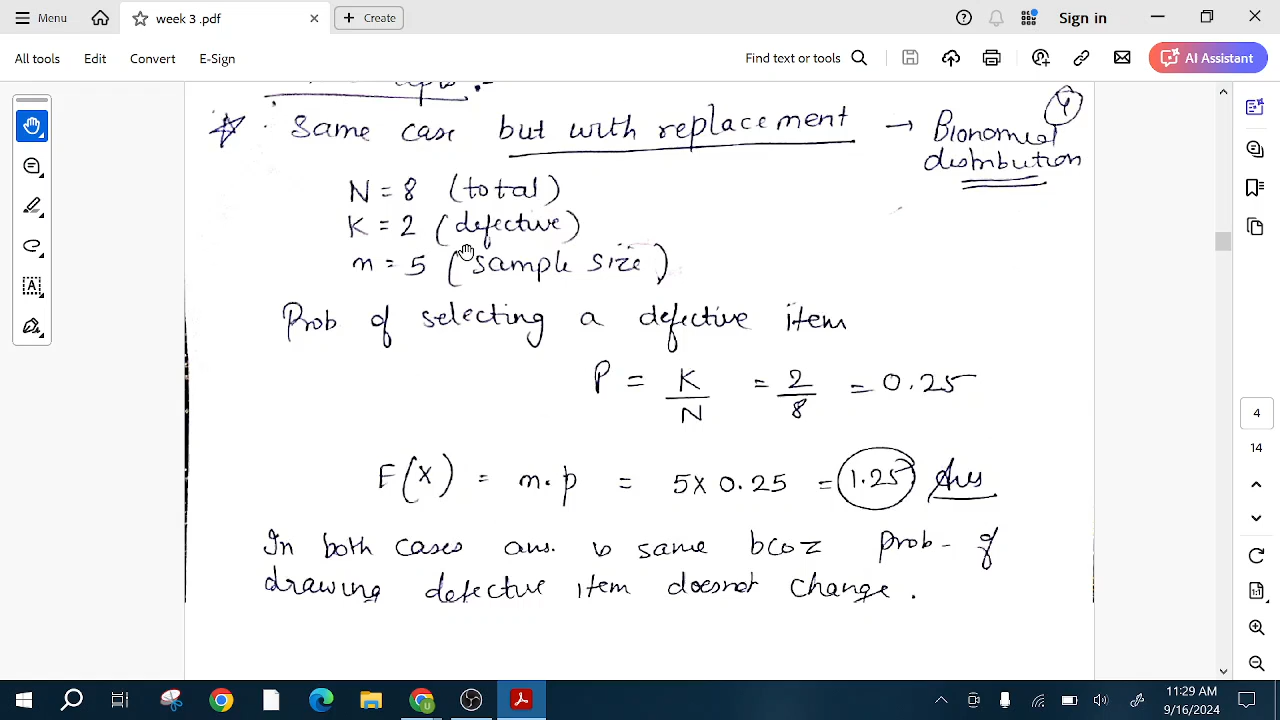 Menu
week 3 .pdf
Create
Sign in
All tools
Edit
Convert
E-Sign
Find text or tools
AI Assistant
4
Same case but with replacement → Bionomical
distribution
N = 8 (total)
K = 2 (defective)
n = 5 (sample size)
Prob of selecting a defective item
P = K/N = 2/8 = 0.25
E(X) = n.p = 5 x 0.25 = 1.25 Ans
In both cases ans. is same bcoz prob- of
drawing defective item doesnot change.
4
14
11:29 AM
9/16/2024